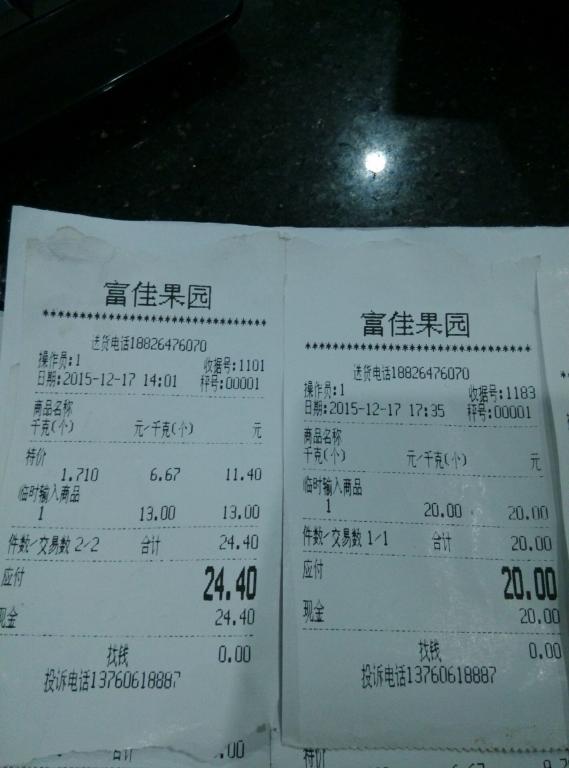 富佳果园
****************************
送货电话18826476070
操作员:1 收据号:1101
日期:2015-12-17 14:01 秤号:00001
商品名称
千克(个) 元/千克(个) 元
特价
1.710 6.67 11.40
临时输入商品
1 13.00 13.00
件数/交易数 2/2 合计 24.40
应付 24.40
现金 24.40
找钱 0.00
投诉电话13760618887
合计 .00
富佳果园
****************************
送货电话18826476070
操作员:1 收据号:1183
日期:2015-12-17 17:35 秤号:00001
商品名称
千克(个) 元/千克(个) 元
临时输入商品
1 20.00 20.00
件数/交易数 1/1 合计 20.00
应付 20.00
现金 20.00
找钱 0.00
投诉电话13760618887
特价
6.67